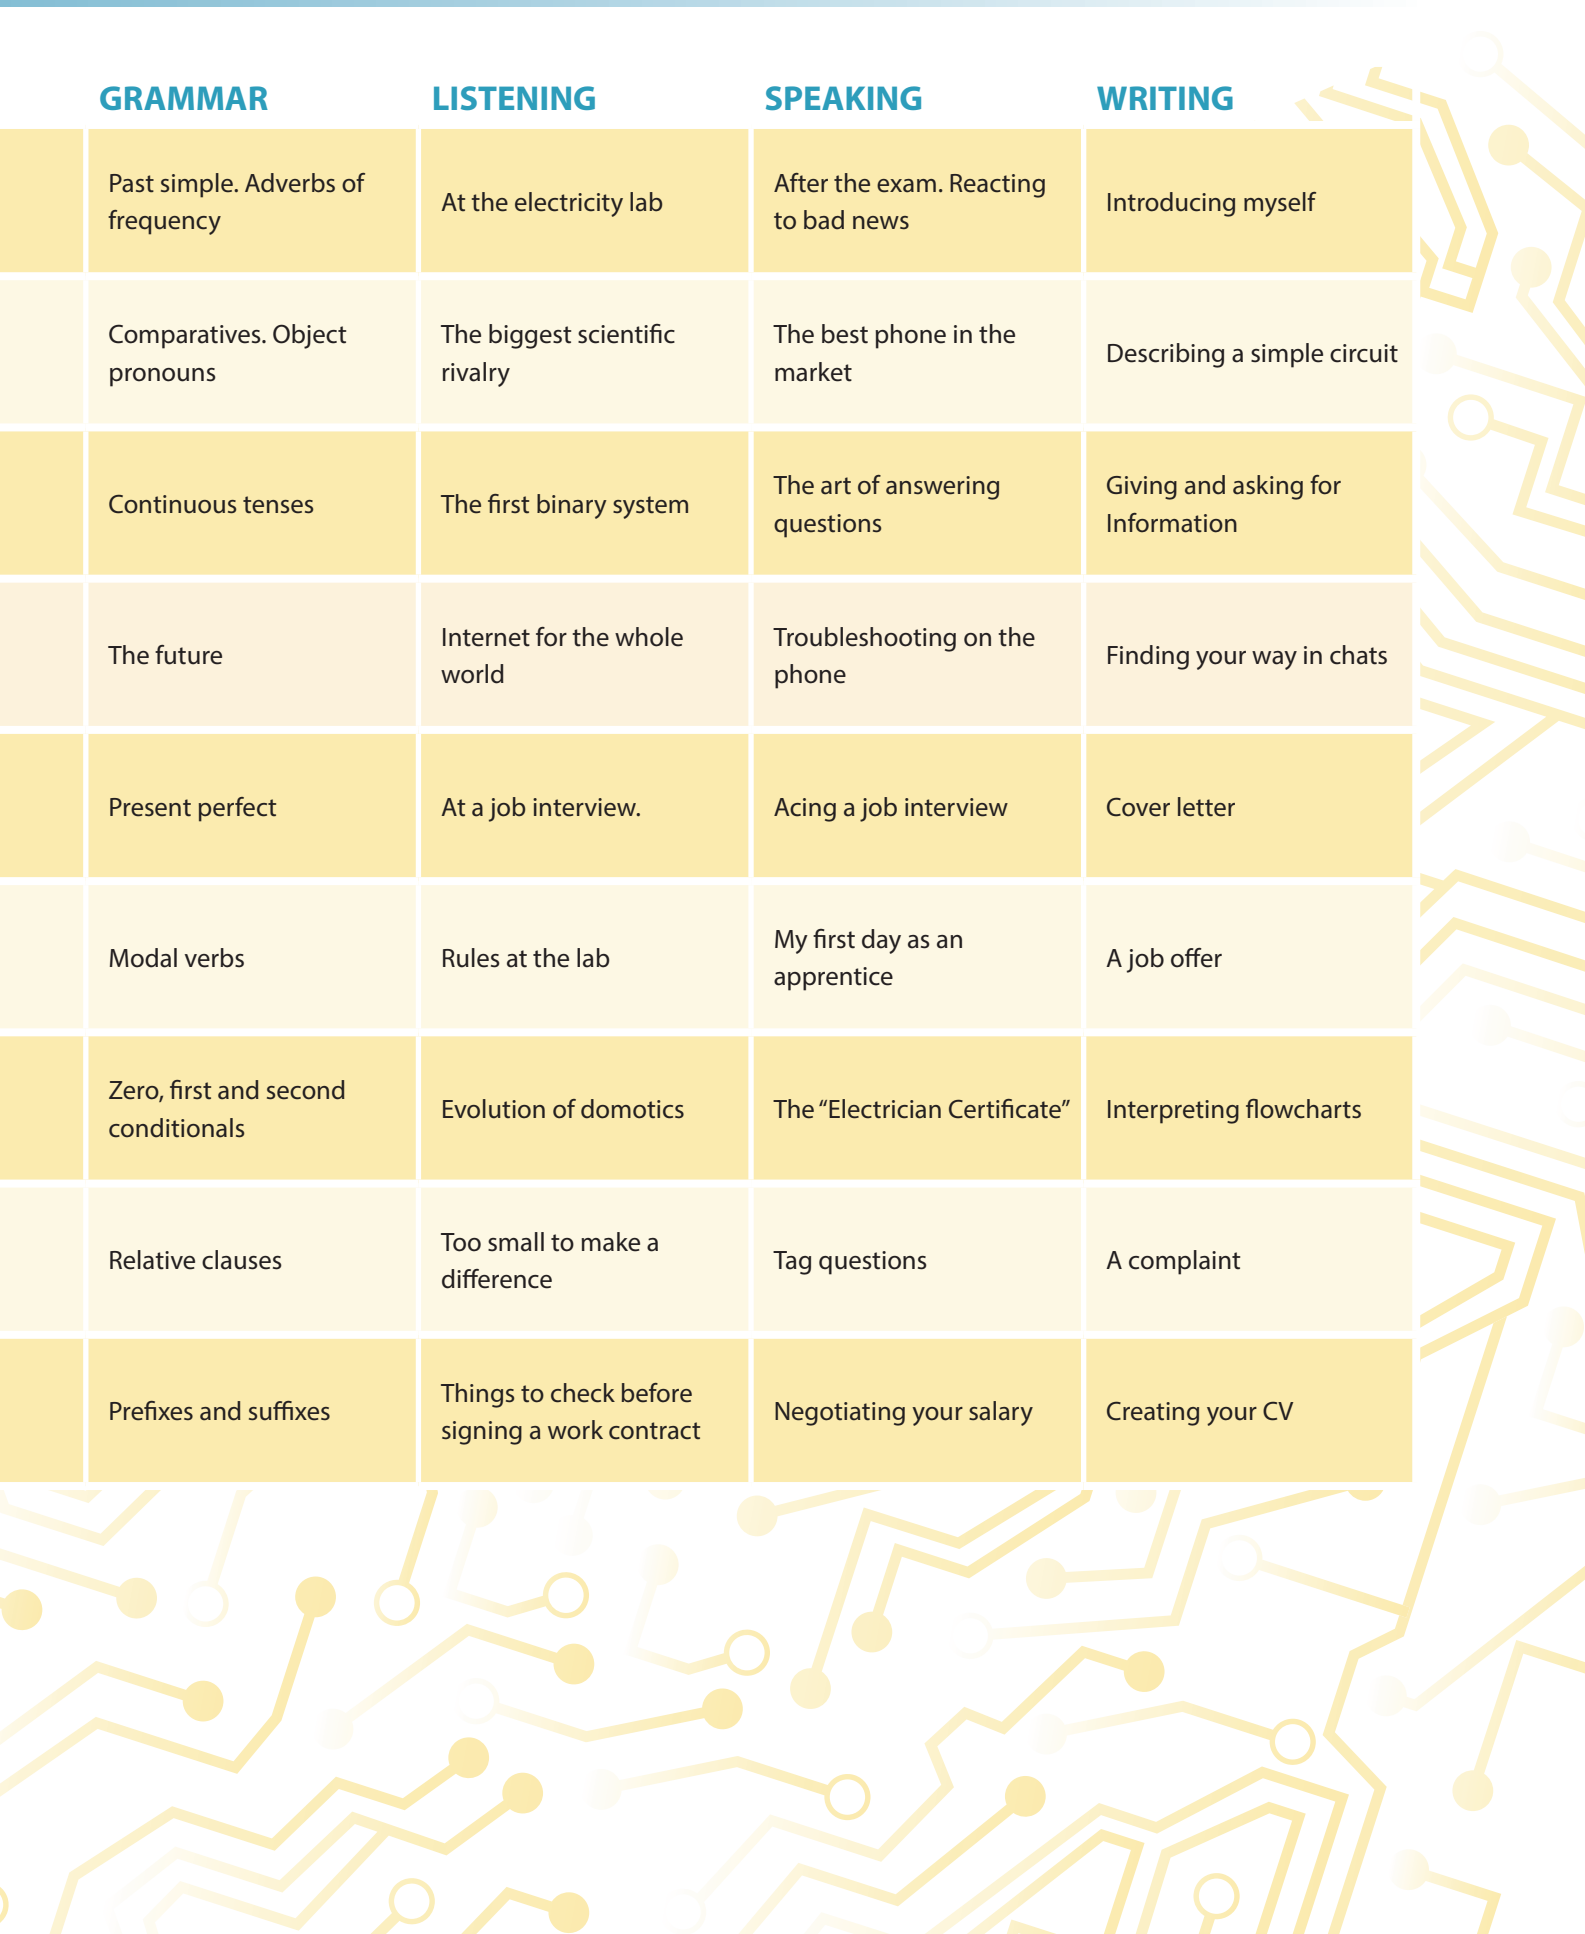 GRAMMAR LISTENING SPEAKING WRITING
Past simple. Adverbs of
frequency
At the electricity lab
After the exam. Reacting
to bad news
Introducing myself
Comparatives. Object
pronouns
The biggest scientific
rivalry
The best phone in the
market
Describing a simple circuit
Continuous tenses
The first binary system
The art of answering
questions
Giving and asking for
Information
The future
Internet for the whole
world
Troubleshooting on the
phone
Finding your way in chats
Present perfect
At a job interview.
Acing a job interview
Cover letter
Modal verbs
Rules at the lab
My first day as an
apprentice
A job offer
Zero, first and second
conditionals
Evolution of domotics
The “Electrician Certificate”
Interpreting flowcharts
Relative clauses
Too small to make a
difference
Tag questions
A complaint
Prefixes and suffixes
Things to check before
signing a work contract
Negotiating your salary
Creating your CV